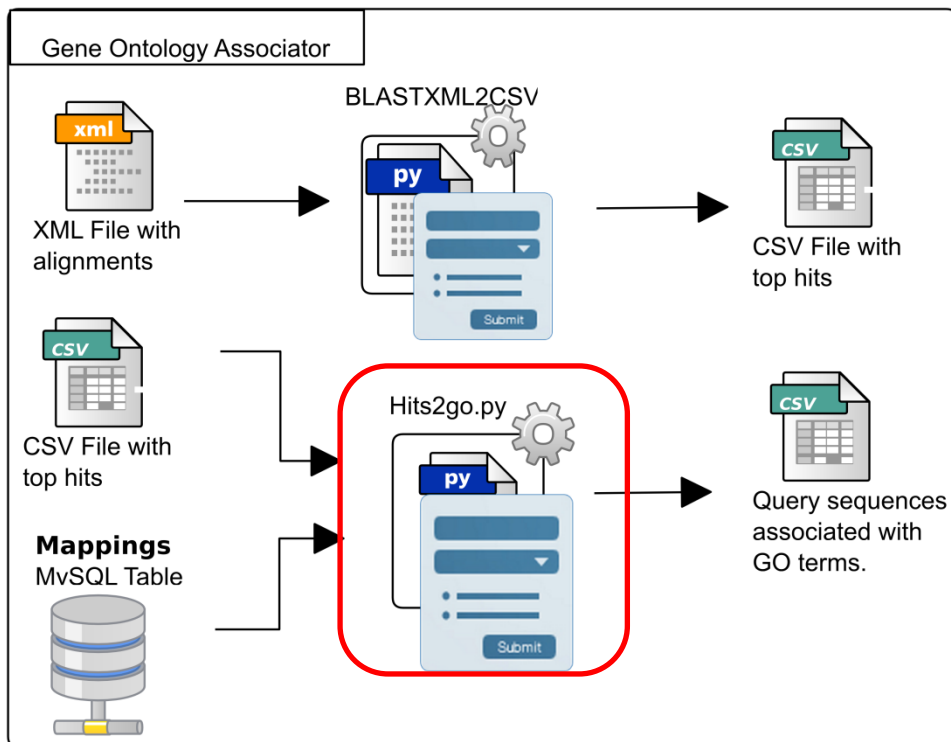 Gene Ontology Associator
BLASTXML2CSV
xml
py
Submit
CSV
XML File with
alignments
CSV File with
top hits
CSV
CSV File with
top hits
Hits2go.py
py
Submit
CSV
Query sequences
associated with
GO terms.
Mappings
MvSQL Table